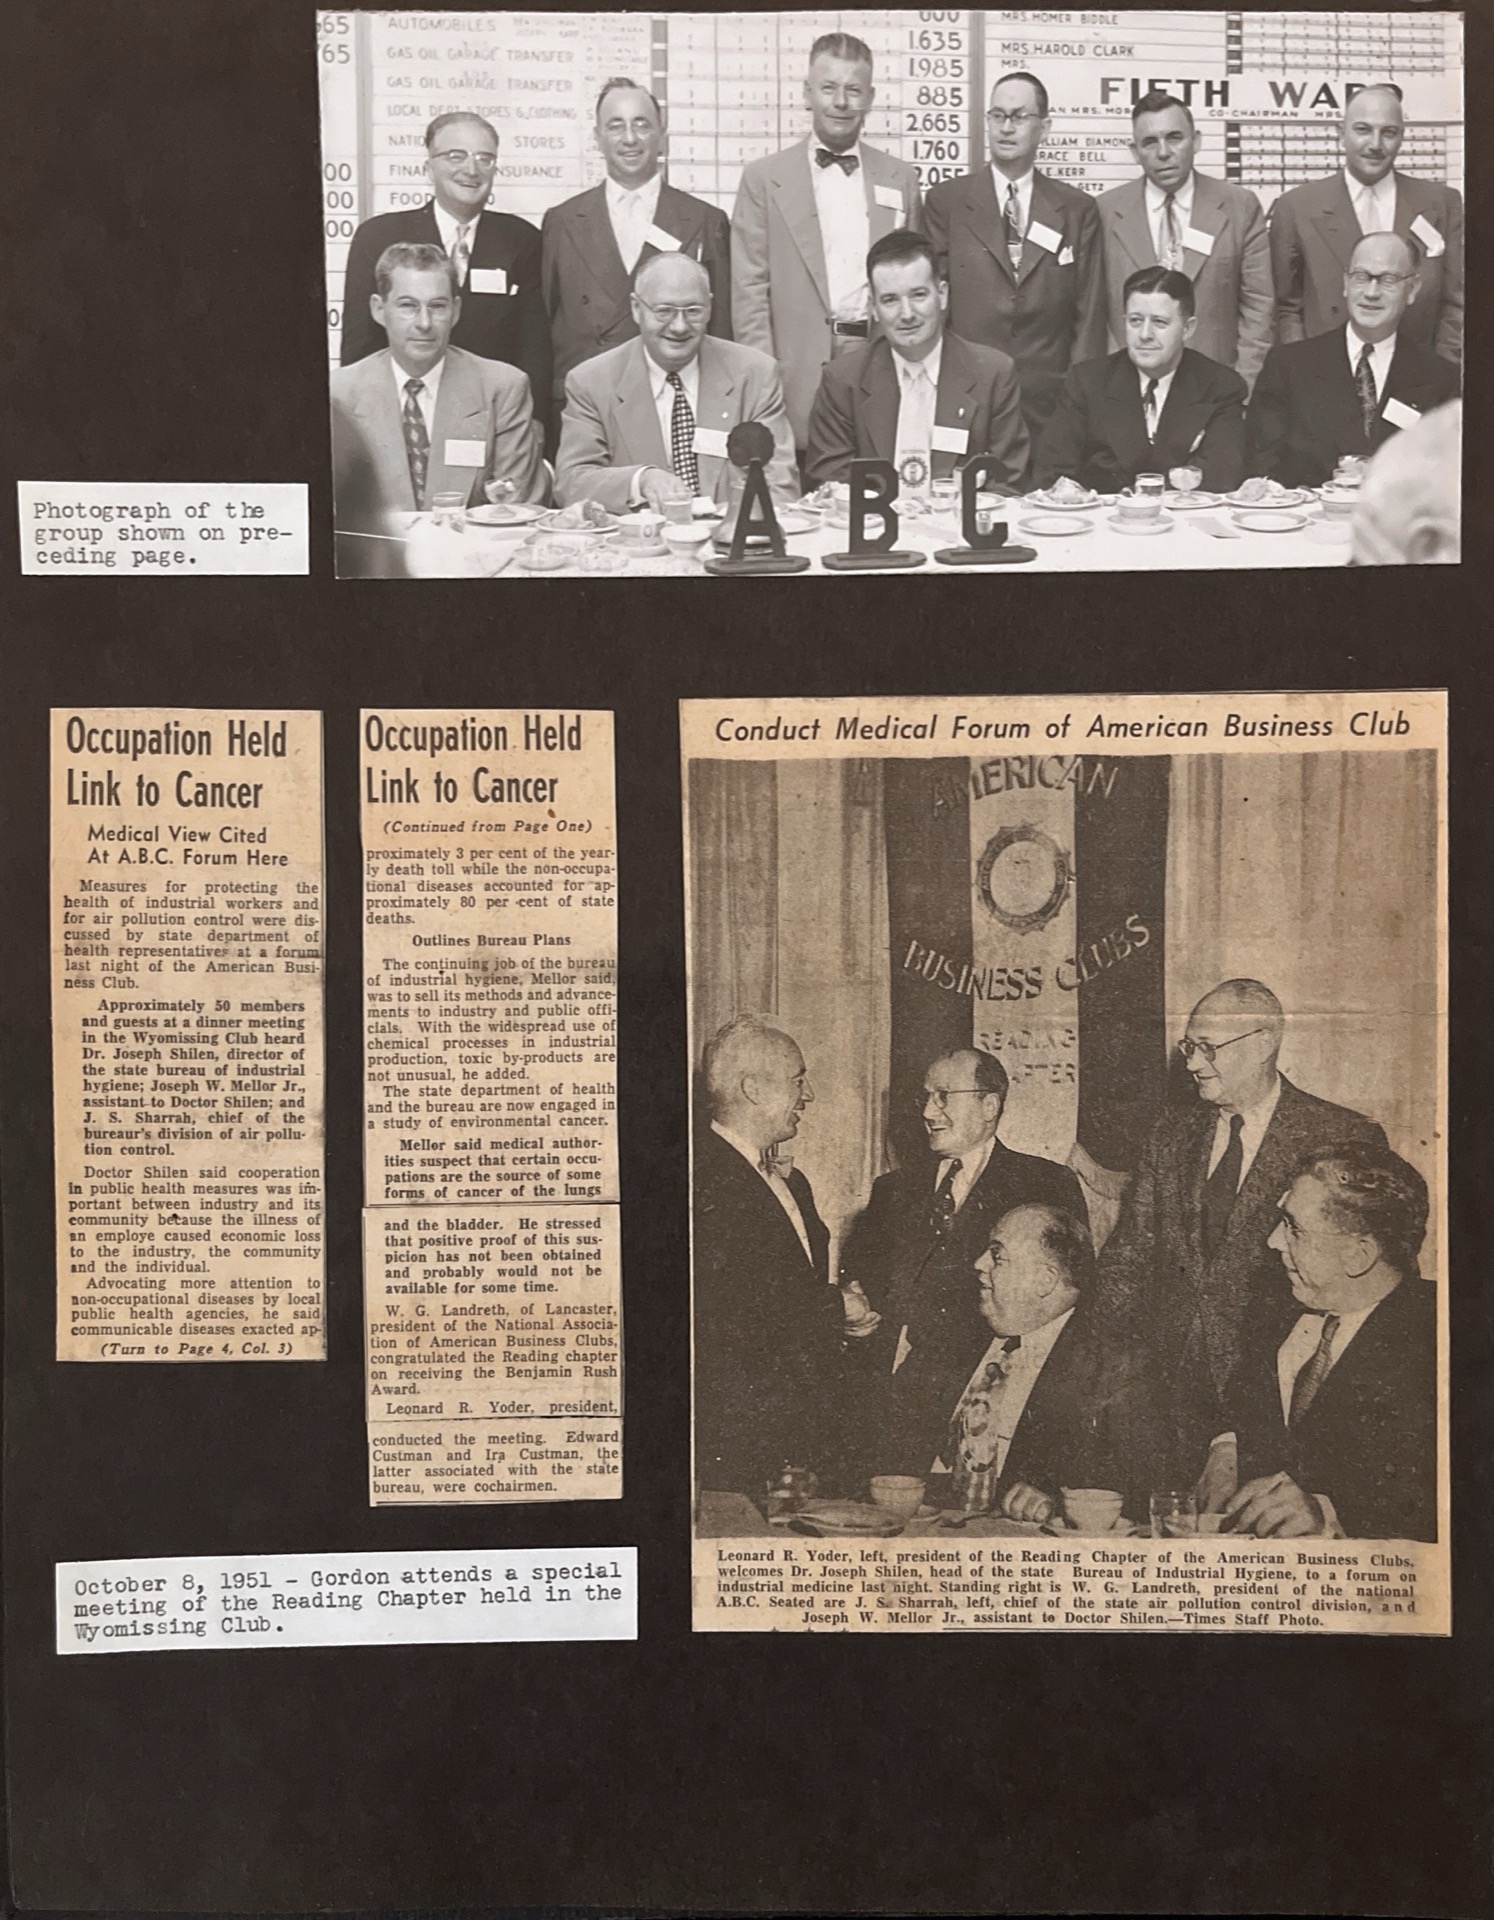 65
65
00
00
00
0
AUTOMOBILES
GAS OIL GARAGE TRANSFER
GAS OIL GARAGE TRANSFER
LOCAL DEPT STORES & CLOTHING
STORES
INSURANCE
FOOD
000
1.635
1.985
885
2.665
1.760
2.055
MRS. HOMER BIDDLE
MRS. HAROLD CLARK
MRS.
FIFTH WARD
CO-CHAIRMAN MRS.
WILLIAM DIAMOND
GRACE BELL
E. KERR
GETZ
A B C
Photograph of the
group shown on pre-
ceding page.
Occupation Held
Link to Cancer
Medical View Cited
At A.B.C. Forum Here
Measures for protecting the
health of industrial workers and
for air pollution control were dis-
cussed by state department of
health representatives at a forum
last night of the American Busi-
ness Club.
Approximately 50 members
and guests at a dinner meeting
in the Wyomissing Club heard
Dr. Joseph Shilen, director of
the state bureau of industrial
hygiene; Joseph W. Mellor Jr.,
assistant to Doctor Shilen; and
J. S. Sharrah, chief of the
bureaur's division of air pollu-
tion control.
Doctor Shilen said cooperation
in public health measures was im-
portant between industry and its
community because the illness of
an employe caused economic loss
to the industry, the community
and the individual.
Advocating more attention to
non-occupational diseases by local
public health agencies, he said
communicable diseases exacted ap-
(Turn to Page 4, Col. 3)
Occupation Held
Link to Cancer
(Continued from Page One)
proximately 3 per cent of the year-
ly death toll while the non-occupa-
tional diseases accounted for ap-
proximately 80 per cent of state
deaths.
Outlines Bureau Plans
The continuing job of the bureau
of industrial hygiene, Mellor said,
was to sell its methods and advance-
ments to industry and public offi-
cials. With the widespread use of
chemical processes in industrial
production, toxic by-products are
not unusual, he added.
The state department of health
and the bureau are now engaged in
a study of environmental cancer.
Mellor said medical author-
ities suspect that certain occu-
pations are the source of some
forms of cancer of the lungs
and the bladder. He stressed
that positive proof of this sus-
picion has not been obtained
and probably would not be
available for some time.
W. G. Landreth, of Lancaster,
president of the National Associa-
tion of American Business Clubs,
congratulated the Reading chapter
on receiving the Benjamin Rush
Award.
Leonard R. Yoder, president,
conducted the meeting. Edward
Custman and Ira Custman, the
latter associated with the state
bureau, were cochairmen.
October 8, 1951 - Gordon attends a special
meeting of the Reading Chapter held in the
Wyomissing Club.
Conduct Medical Forum of American Business Club
AMERICAN
BUSINESS CLUBS
READING
CHAPTER
Leonard R. Yoder, left, president of the Reading Chapter of the American Business Clubs,
welcomes Dr. Joseph Shilen, head of the state Bureau of Industrial Hygiene, to a forum on
industrial medicine last night. Standing right is W. G. Landreth, president of the national
A.B.C. Seated are J. S. Sharrah, left, chief of the state air pollution control division, and
Joseph W. Mellor Jr., assistant to Doctor Shilen.—Times Staff Photo.